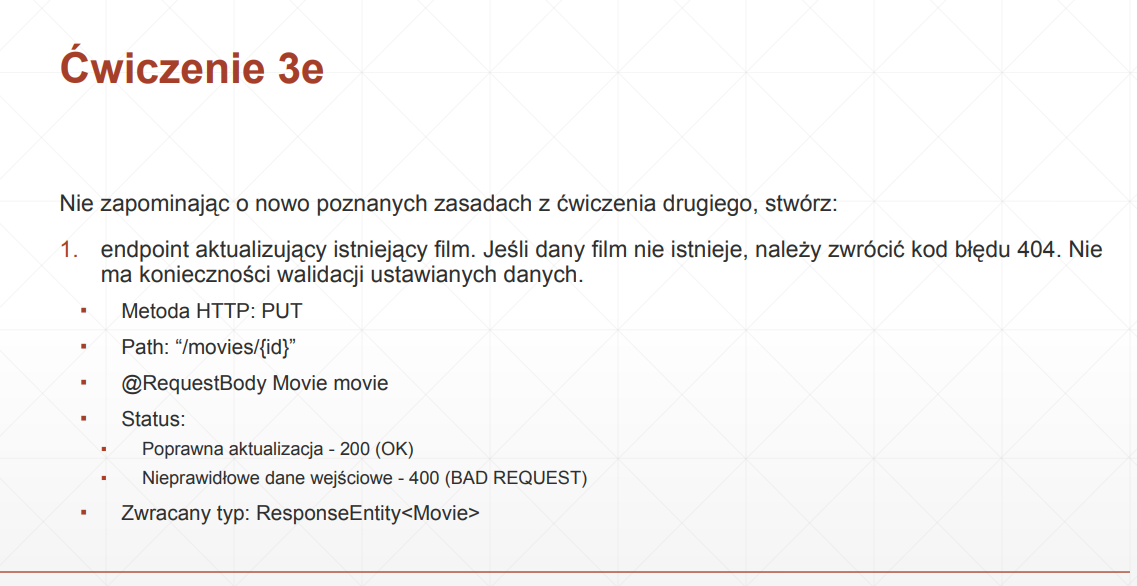 Ćwiczenie 3e
Nie zapominając o nowo poznanych zasadach z ćwiczenia drugiego, stwórz:
1. endpoint aktualizujący istniejący film. Jeśli dany film nie istnieje, należy zwrócić kod błędu 404. Nie
ma konieczności walidacji ustawianych danych.
▪ Metoda HTTP: PUT
▪ Path: “/movies/{id}”
▪ @RequestBody Movie movie
▪ Status:
▪ Poprawna aktualizacja - 200 (OK)
▪ Nieprawidłowe dane wejściowe - 400 (BAD REQUEST)
▪ Zwracany typ: ResponseEntity<Movie>